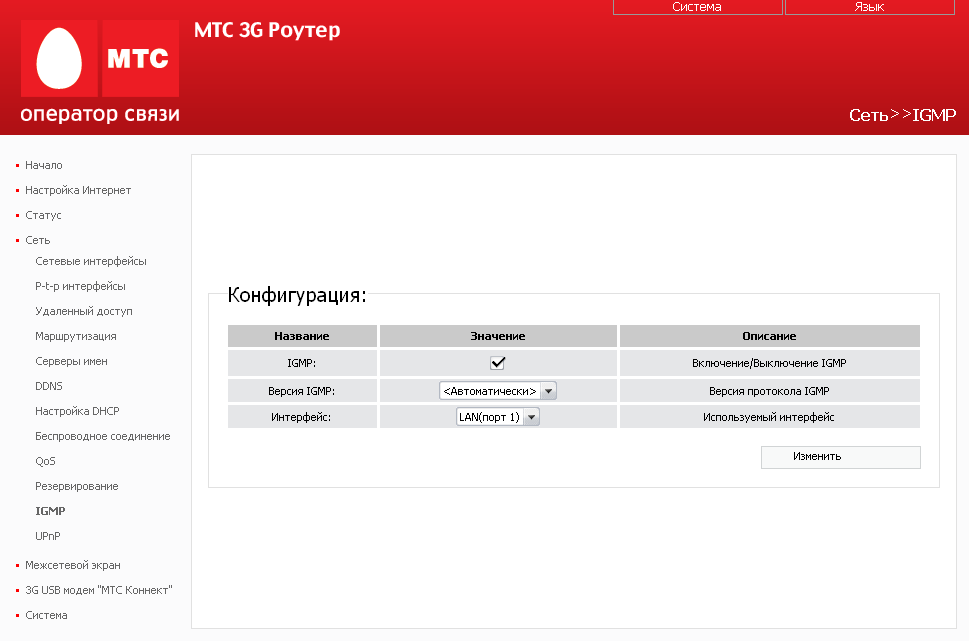 Система Язык
МТС 3G Роутер
МТС
оператор связи
Сеть>>IGMP
Начало
Настройка Интернет
Статус
Сеть
Сетевые интерфейсы
P-t-p интерфейсы
Удаленный доступ
Маршрутизация
Серверы имен
DDNS
Настройка DHCP
Беспроводное соединение
QoS
Резервирование
IGMP
UPnP
Межсетевой экран
3G USB модем "МТС Коннект"
Система
Конфигурация:
Название Значение Описание
IGMP: Включение/Выключение IGMP
Версия IGMP: <Автоматически> Версия протокола IGMP
Интерфейс: LAN(порт 1) Используемый интерфейс
Изменить